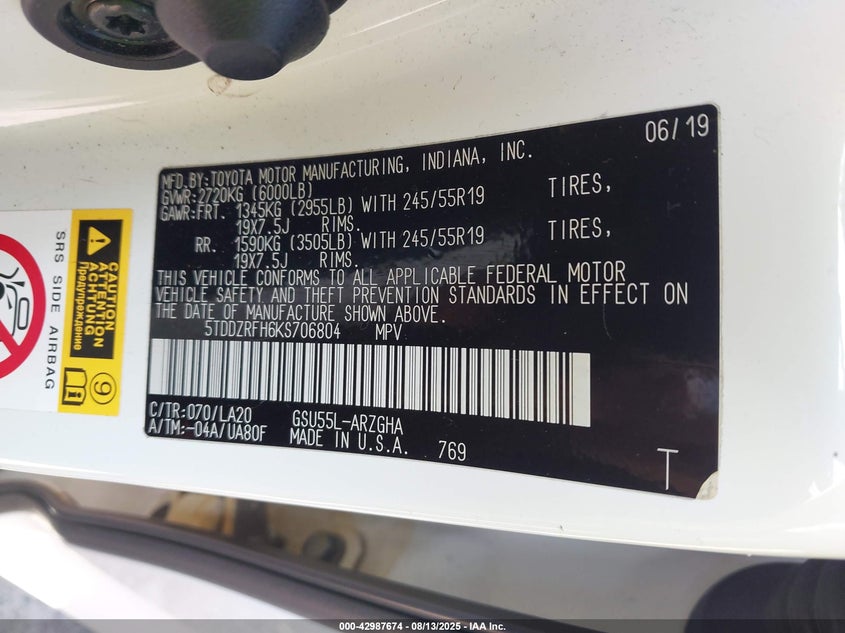 06/19
MFD.BY:TOYOTA MOTOR MANUFACTURING, INDIANA, INC.
GVWR:2720KG (6000LB)
GAWR:FRT. 1345KG (2955LB) WITH 245/55R19 TIRES,
19X7.5J RIMS.
RR. 1590KG (3505LB) WITH 245/55R19 TIRES,
19X7.5J RIMS.
THIS VEHICLE CONFORMS TO ALL APPLICABLE FEDERAL MOTOR
VEHICLE SAFETY AND THEFT PREVENTION STANDARDS IN EFFECT ON
THE DATE OF MANUFACTURE SHOWN ABOVE.
5TDDZRFH6KS706804 MPV
C/TR:070/LA20 GSU55L-ARZGHA
A/TM:-04A/UA80F MADE IN U.S.A. 769
T
SRS SIDE AIRBAG
CAUTION
ATTENTION
ACHTUNG
Предупреждение
9
000-42987674 - 08/13/2025 - IAA Inc.